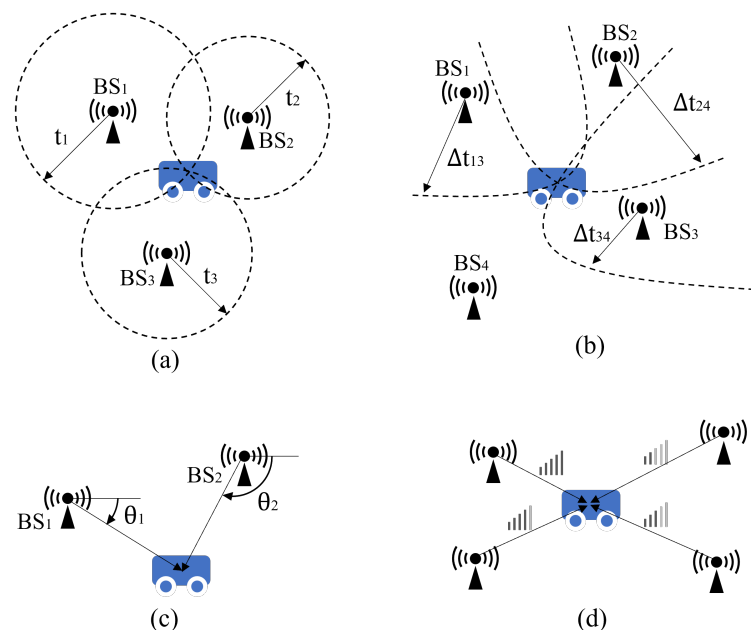 BS1
t1
t2
BS2
BS3
t3
(a)
BS2
BS1
Δt24
Δt13
BS3
Δt34
BS4
(b)
BS2
θ2
BS1
θ1
(c)
(d)